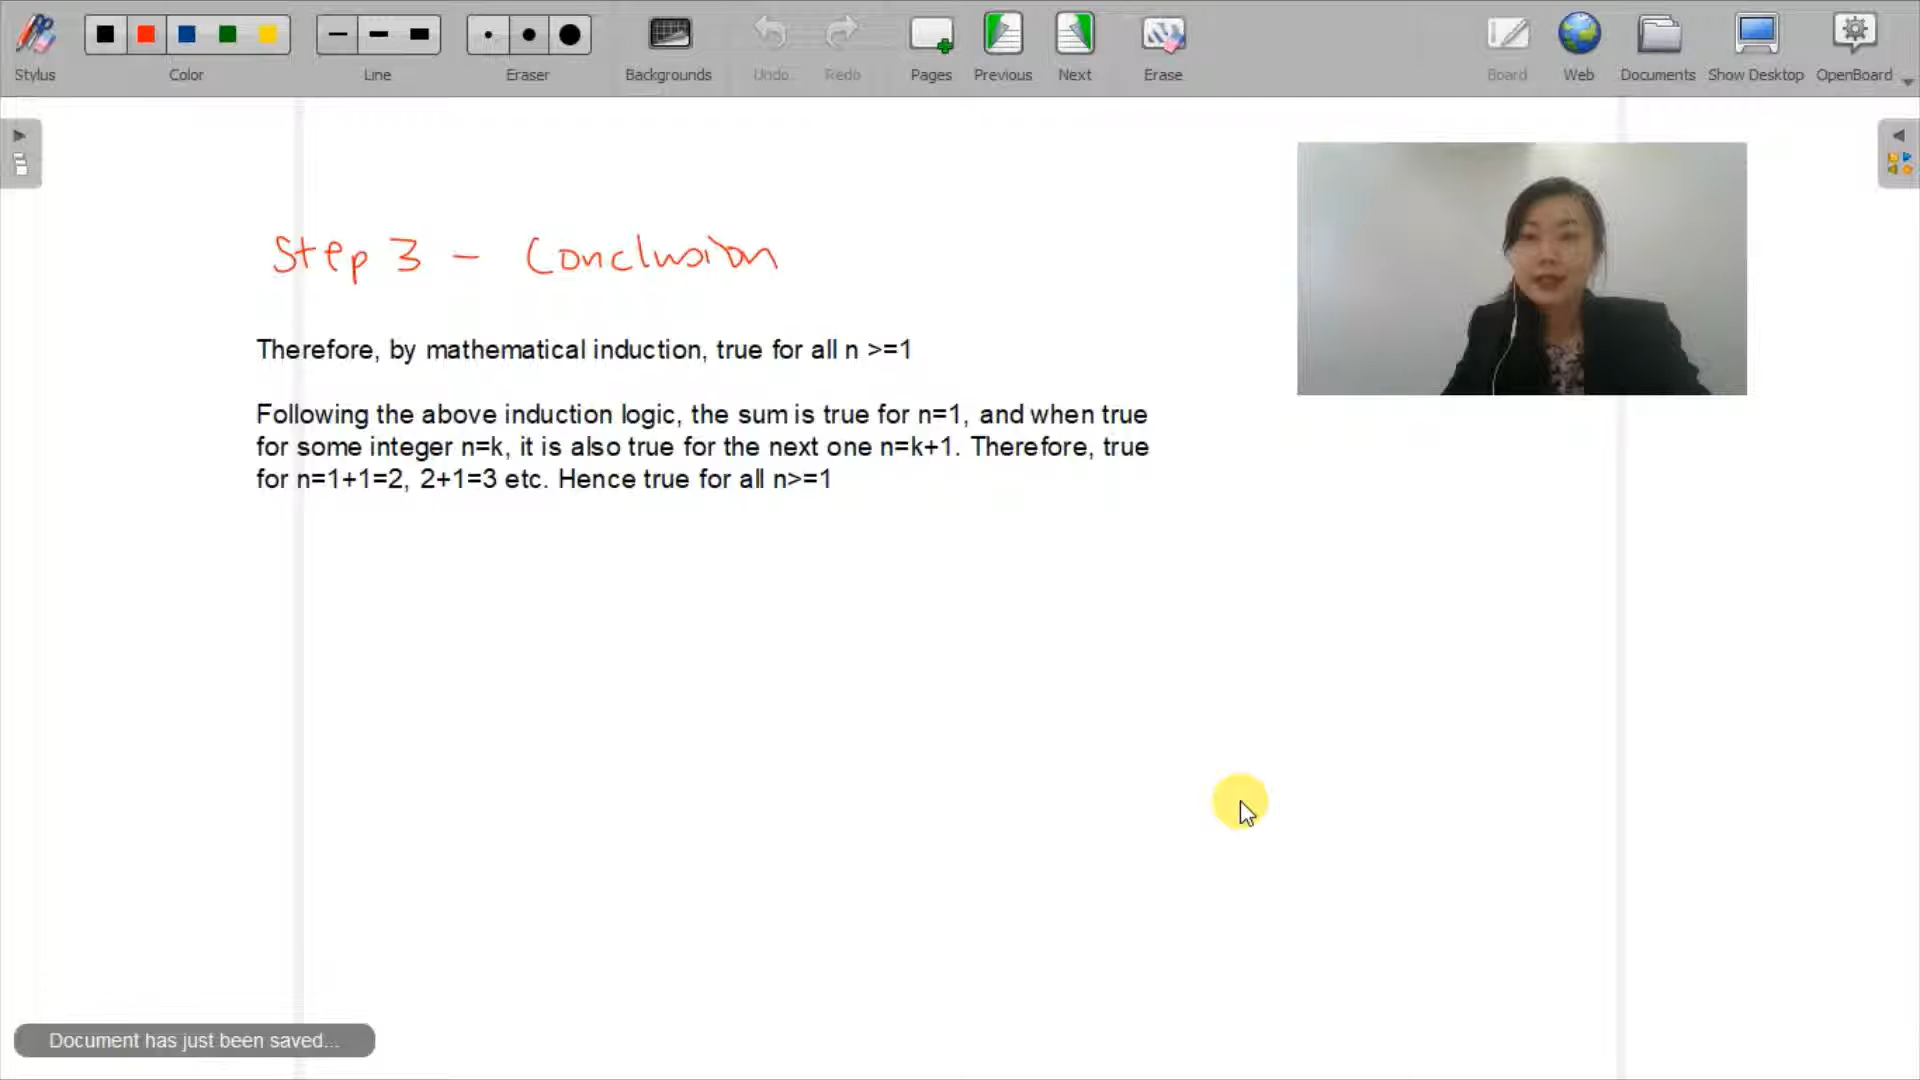 Stylus
Color
Line
Eraser
Backgrounds
Undo
Redo
Pages
Previous
Next
Erase
Board
Web
Documents
Show Desktop
OpenBoard
Step 3 - Conclusion
Therefore, by mathematical induction, true for all n >=1
Following the above induction logic, the sum is true for n=1, and when true
for some integer n=k, it is also true for the next one n=k+1. Therefore, true
for n=1+1=2, 2+1=3 etc. Hence true for all n>=1
Document has just been saved...